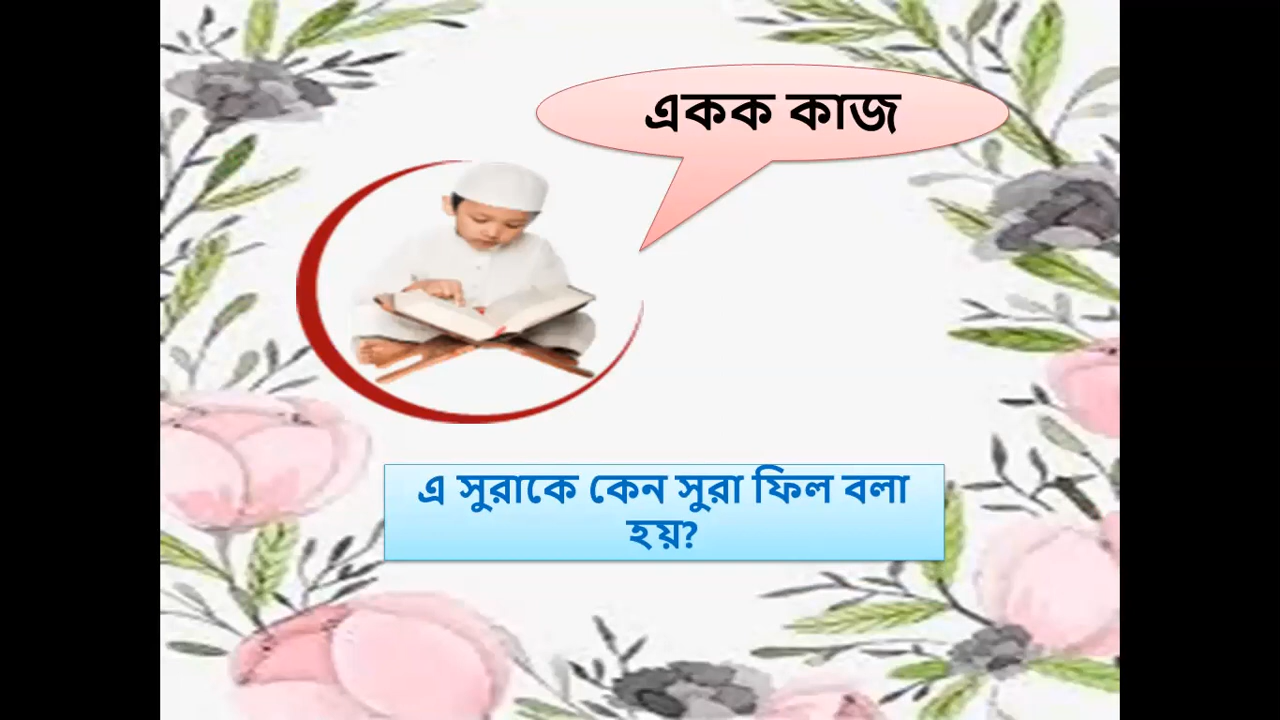 একক কাজ
এ সুরাকে কেন সুরা ফিল বলা
হয়?